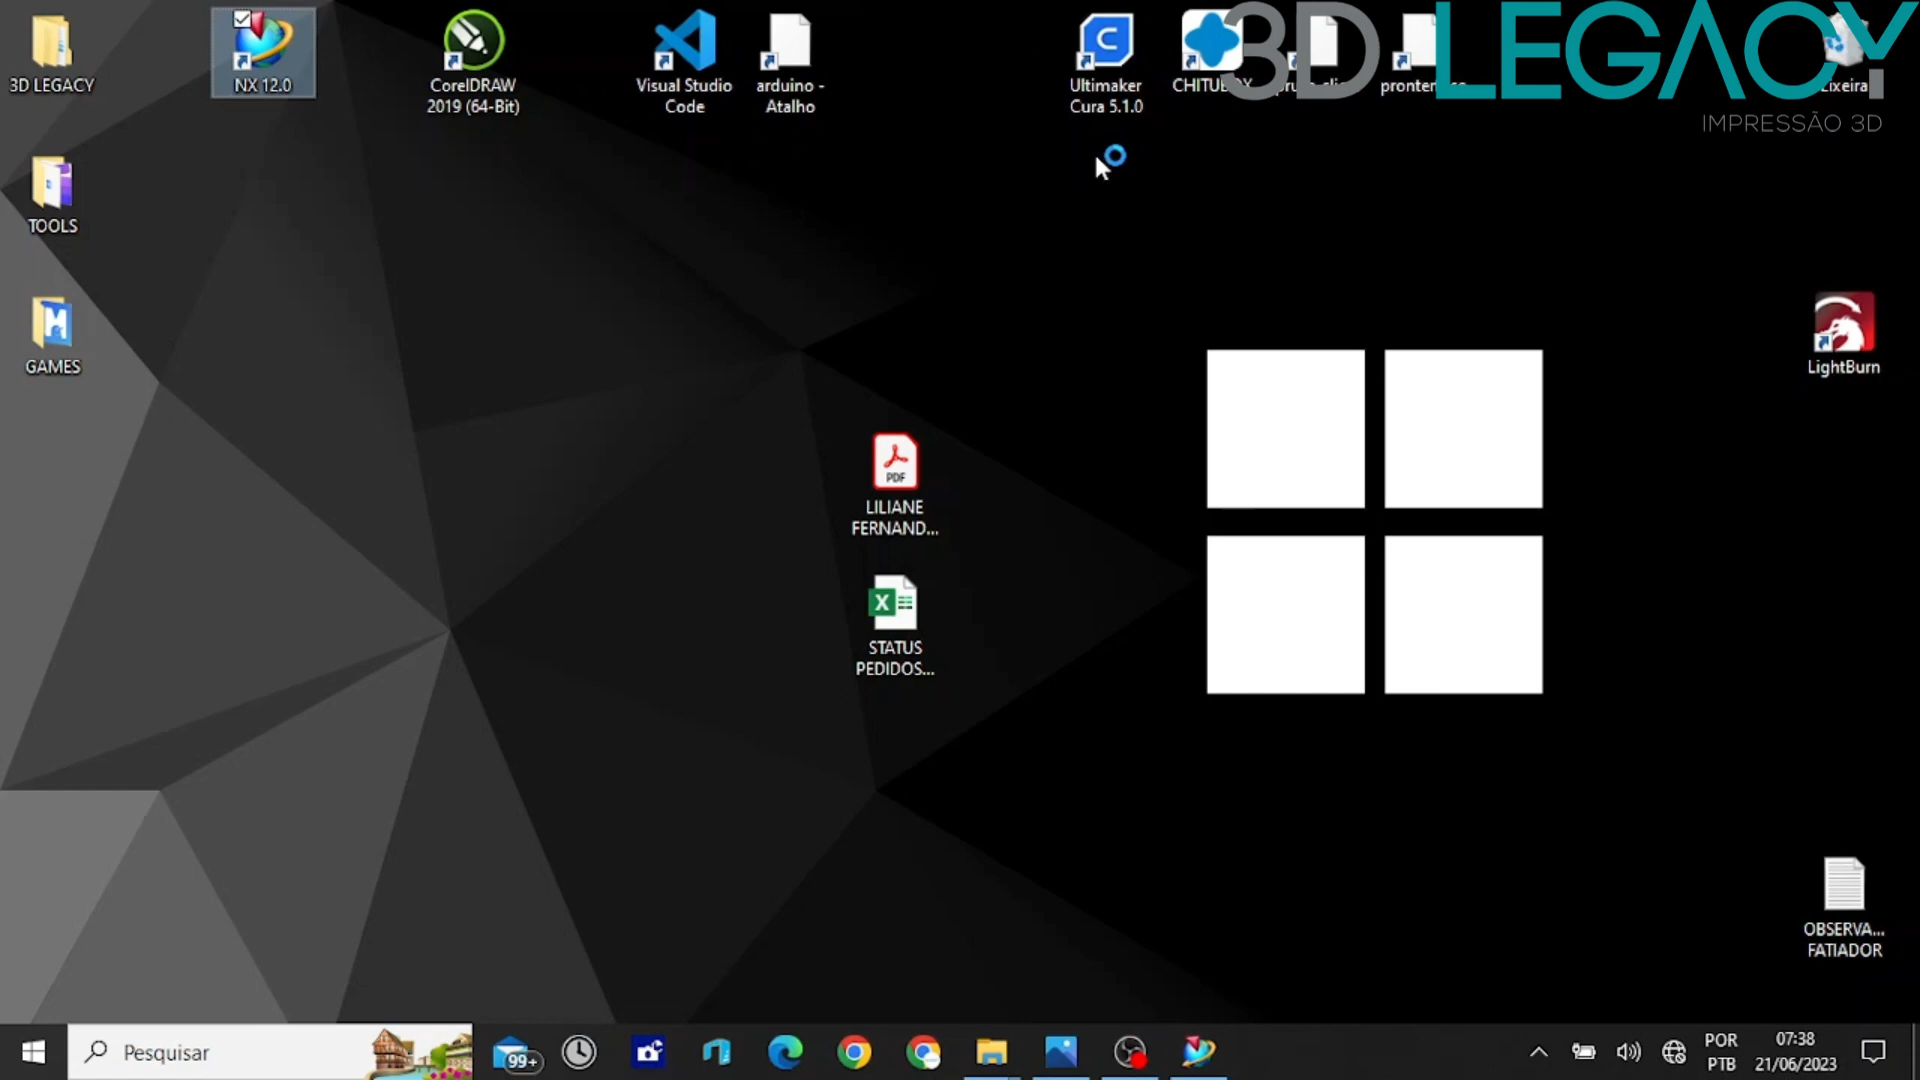 3D LEGACY
IMPRESSÃO 3D
3D LEGACY
NX 12.0
CorelDRAW
2019 (64-Bit)
Visual Studio
Code
arduino -
Atalho
Ultimaker
Cura 5.1.0
TOOLS
GAMES
LightBurn
PDF
LILIANE
FERNAND...
STATUS
PEDIDOS...
OBSERVA...
FATIADOR
Pesquisar
99+
POR
PTB
07:38
21/06/2023